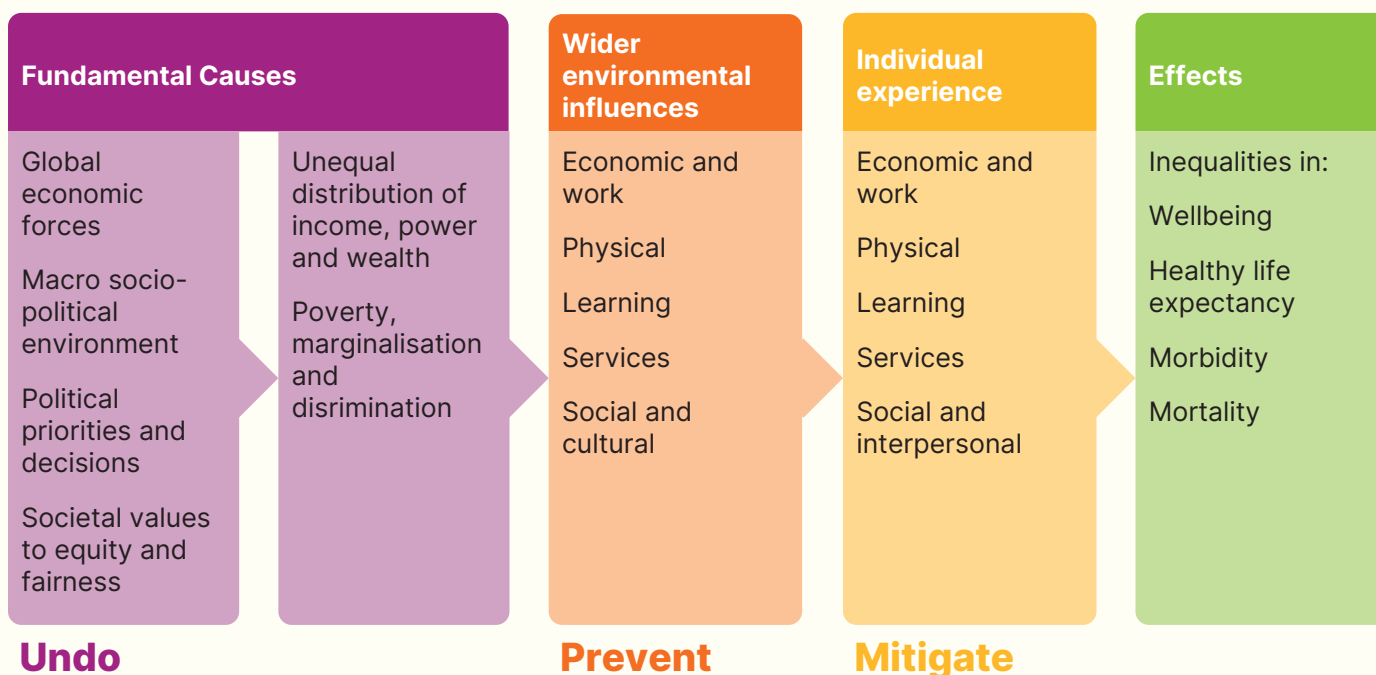 Fundamental Causes
Global
economic
forces
Macro socio-
political
environment
Political
priorities and
decisions
Societal values
to equity and
fairness
Unequal
distribution of
income, power
and wealth
Poverty,
marginalisation
and
disrimination
Undo
Wider
environmental
influences
Economic and
work
Physical
Learning
Services
Social and
cultural
Prevent
Individual
experience
Economic and
work
Physical
Learning
Services
Social and
interpersonal
Mitigate
Effects
Inequalities in:
Wellbeing
Healthy life
expectancy
Morbidity
Mortality